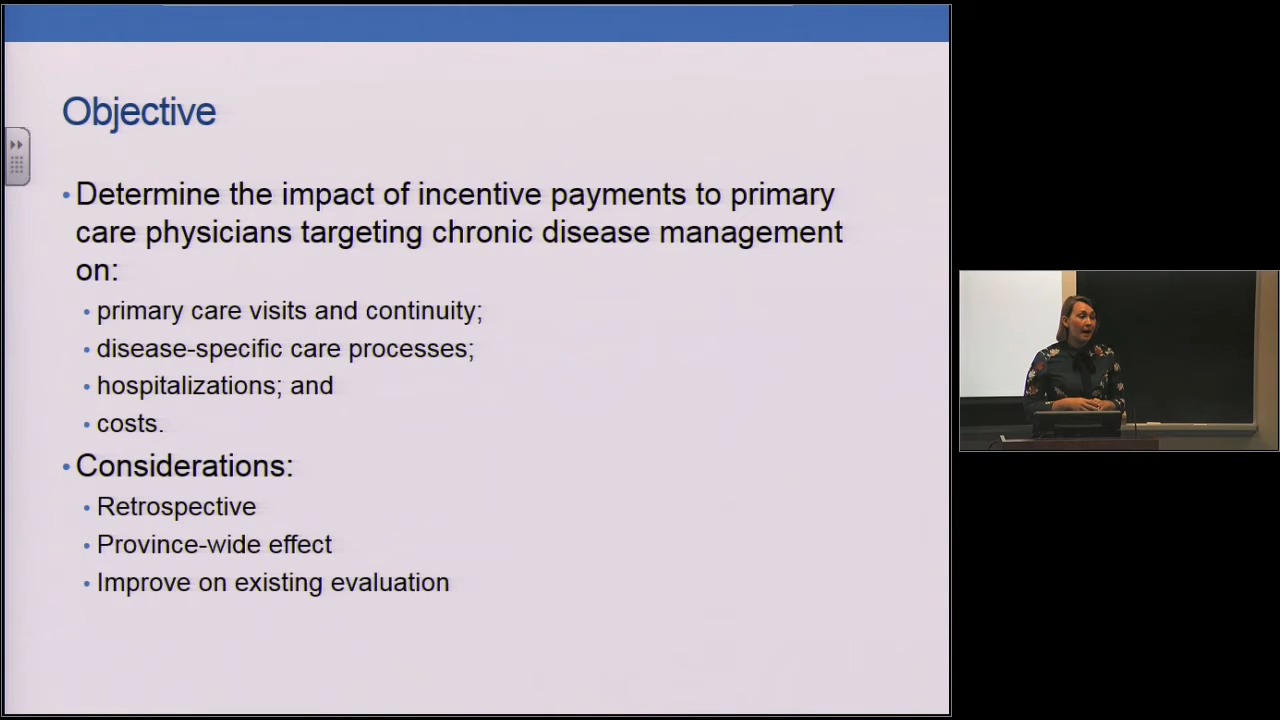 Objective
• Determine the impact of incentive payments to primary
care physicians targeting chronic disease management
on:
• primary care visits and continuity;
• disease-specific care processes;
• hospitalizations; and
• costs.
• Considerations:
• Retrospective
• Province-wide effect
• Improve on existing evaluation